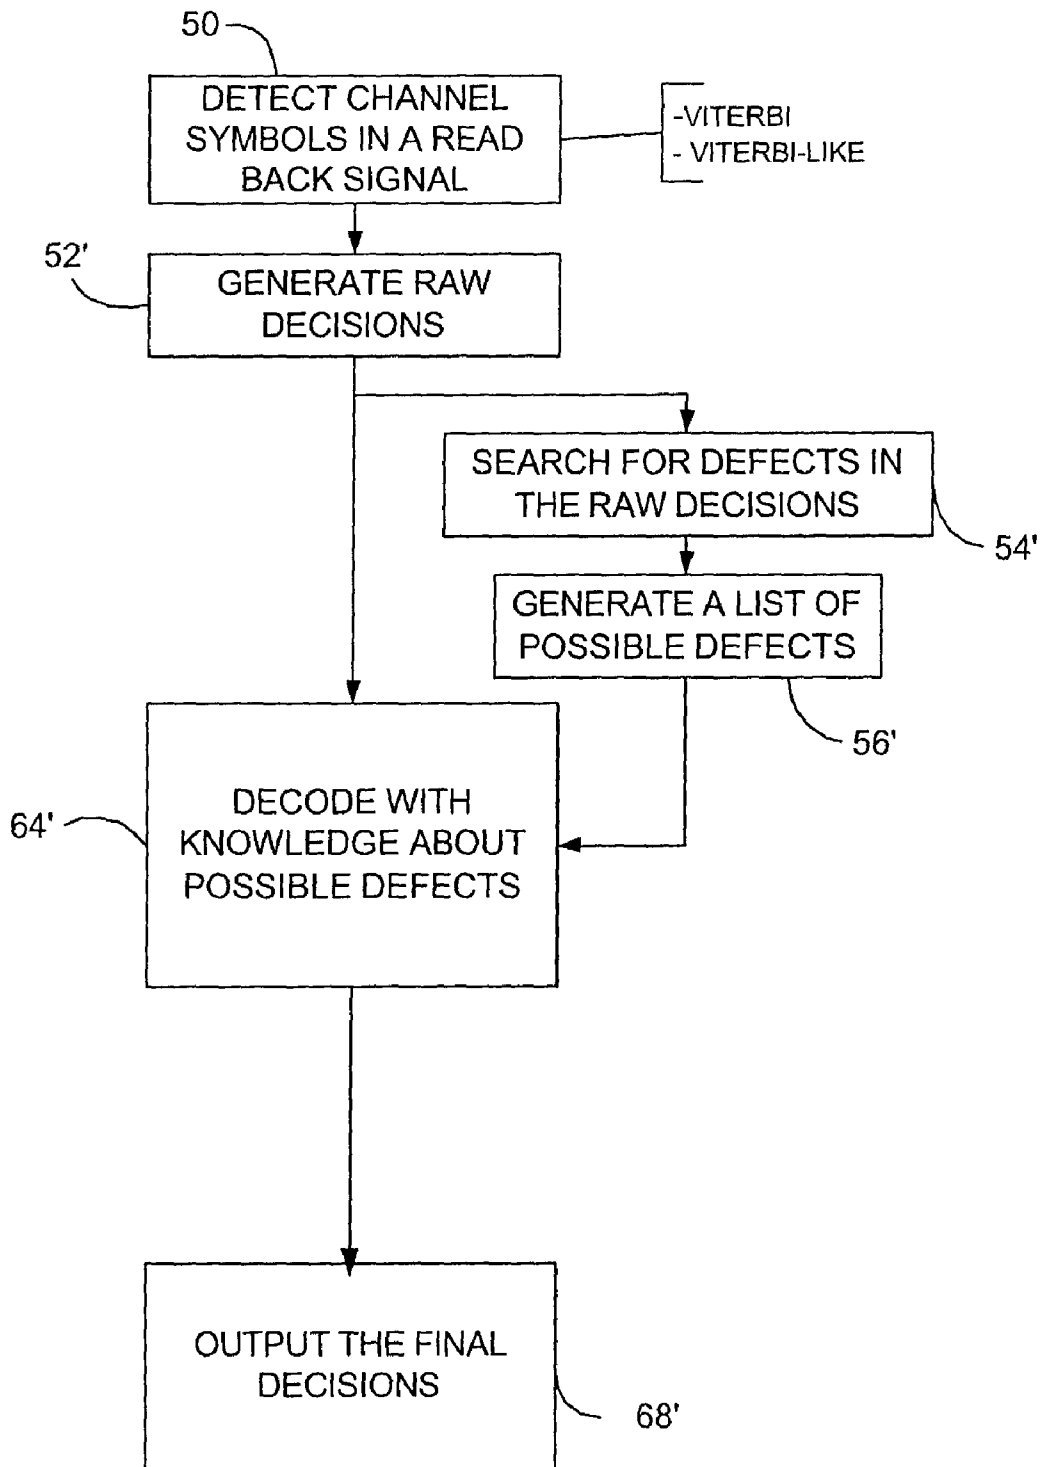 50
DETECT CHANNEL
SYMBOLS IN A READ
BACK SIGNAL
-VITERBI
- VITERBI-LIKE
52'
GENERATE RAW
DECISIONS
SEARCH FOR DEFECTS IN
THE RAW DECISIONS
54'
GENERATE A LIST OF
POSSIBLE DEFECTS
56'
64'
DECODE WITH
KNOWLEDGE ABOUT
POSSIBLE DEFECTS
OUTPUT THE FINAL
DECISIONS
68'